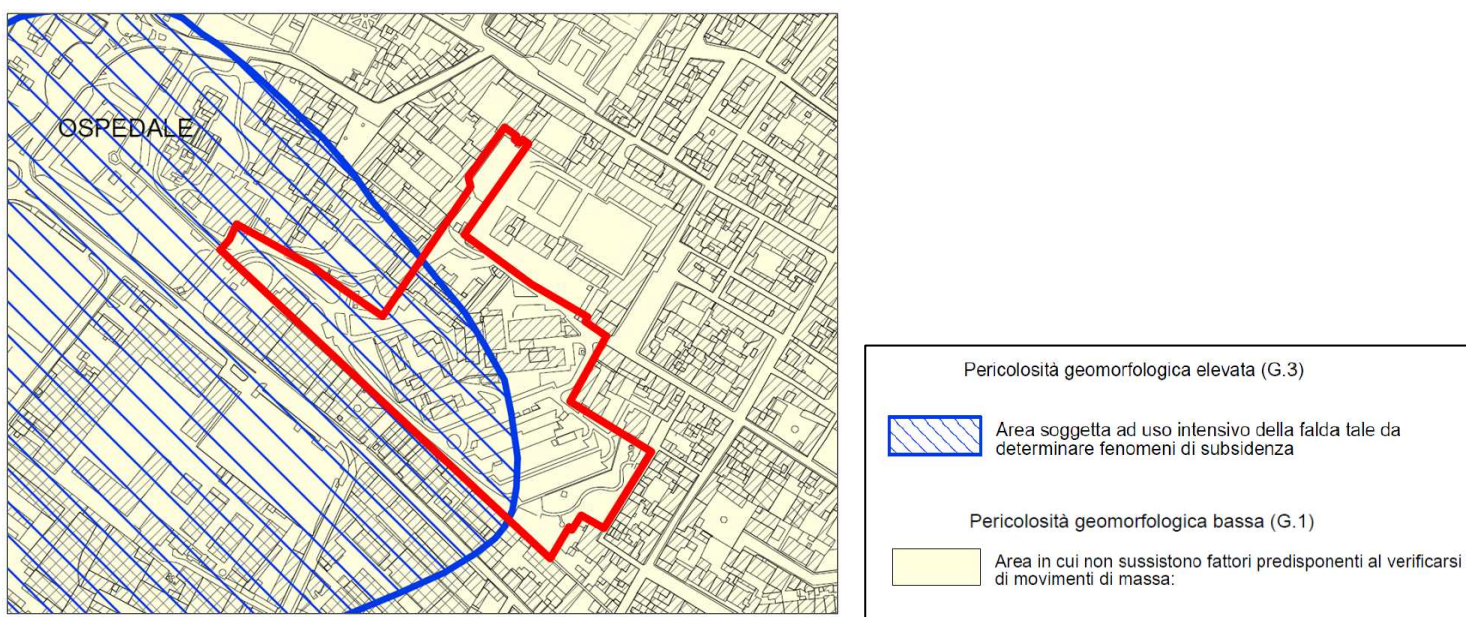 OSPEDALE
Pericolosità geomorfologica elevata (G.3)
Area soggetta ad uso intensivo della falda tale da
determinare fenomeni di subsidenza
Pericolosità geomorfologica bassa (G.1)
Area in cui non sussistono fattori predisponenti al verificarsi
di movimenti di massa: